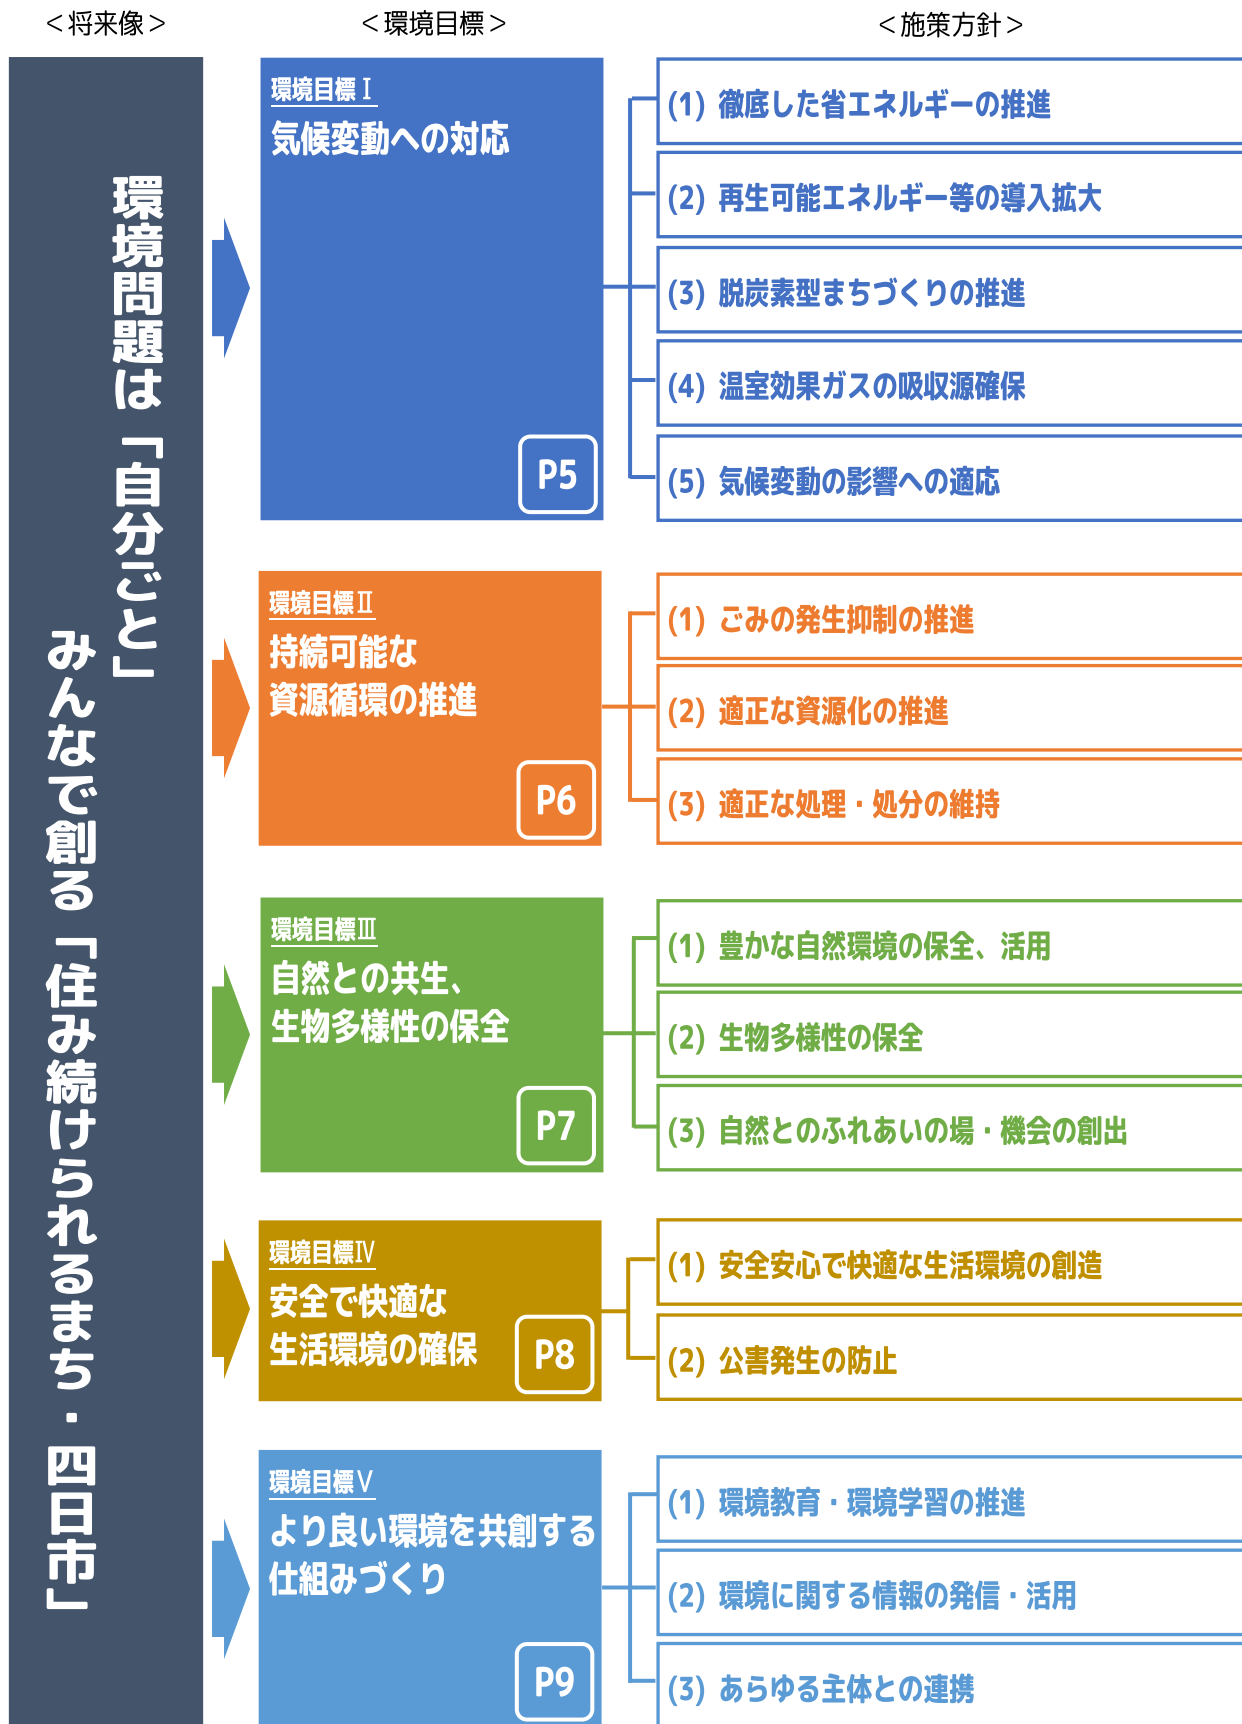 ＜将来像＞
＜環境目標＞
＜施策方針＞
環境問題は「自分ごと」
みんなで創る「住み続けられるまち・四日市」
環境目標Ⅰ
気候変動への対応
P5
(1) 徹底した省エネルギーの推進
(2) 再生可能エネルギー等の導入拡大
(3) 脱炭素型まちづくりの推進
(4) 温室効果ガスの吸収源確保
(5) 気候変動の影響への適応
環境目標Ⅱ
持続可能な
資源循環の推進
P6
(1) ごみの発生抑制の推進
(2) 適正な資源化の推進
(3) 適正な処理・処分の維持
環境目標Ⅲ
自然との共生、
生物多様性の保全
P7
(1) 豊かな自然環境の保全、活用
(2) 生物多様性の保全
(3) 自然とのふれあいの場・機会の創出
環境目標Ⅳ
安全で快適な
生活環境の確保
P8
(1) 安全安心で快適な生活環境の創造
(2) 公害発生の防止
環境目標Ⅴ
より良い環境を共創する
仕組みづくり
P9
(1) 環境教育・環境学習の推進
(2) 環境に関する情報の発信・活用
(3) あらゆる主体との連携